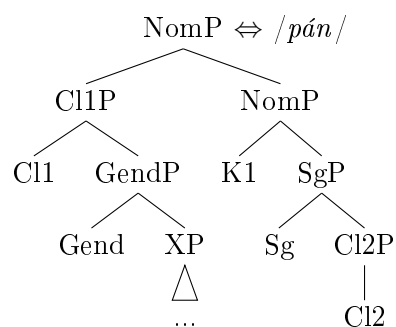 NomP ⇔ /pán/
Cl1P NomP
Cl1 GendP K1 SgP
Gend XP Sg Cl2P
... Cl2